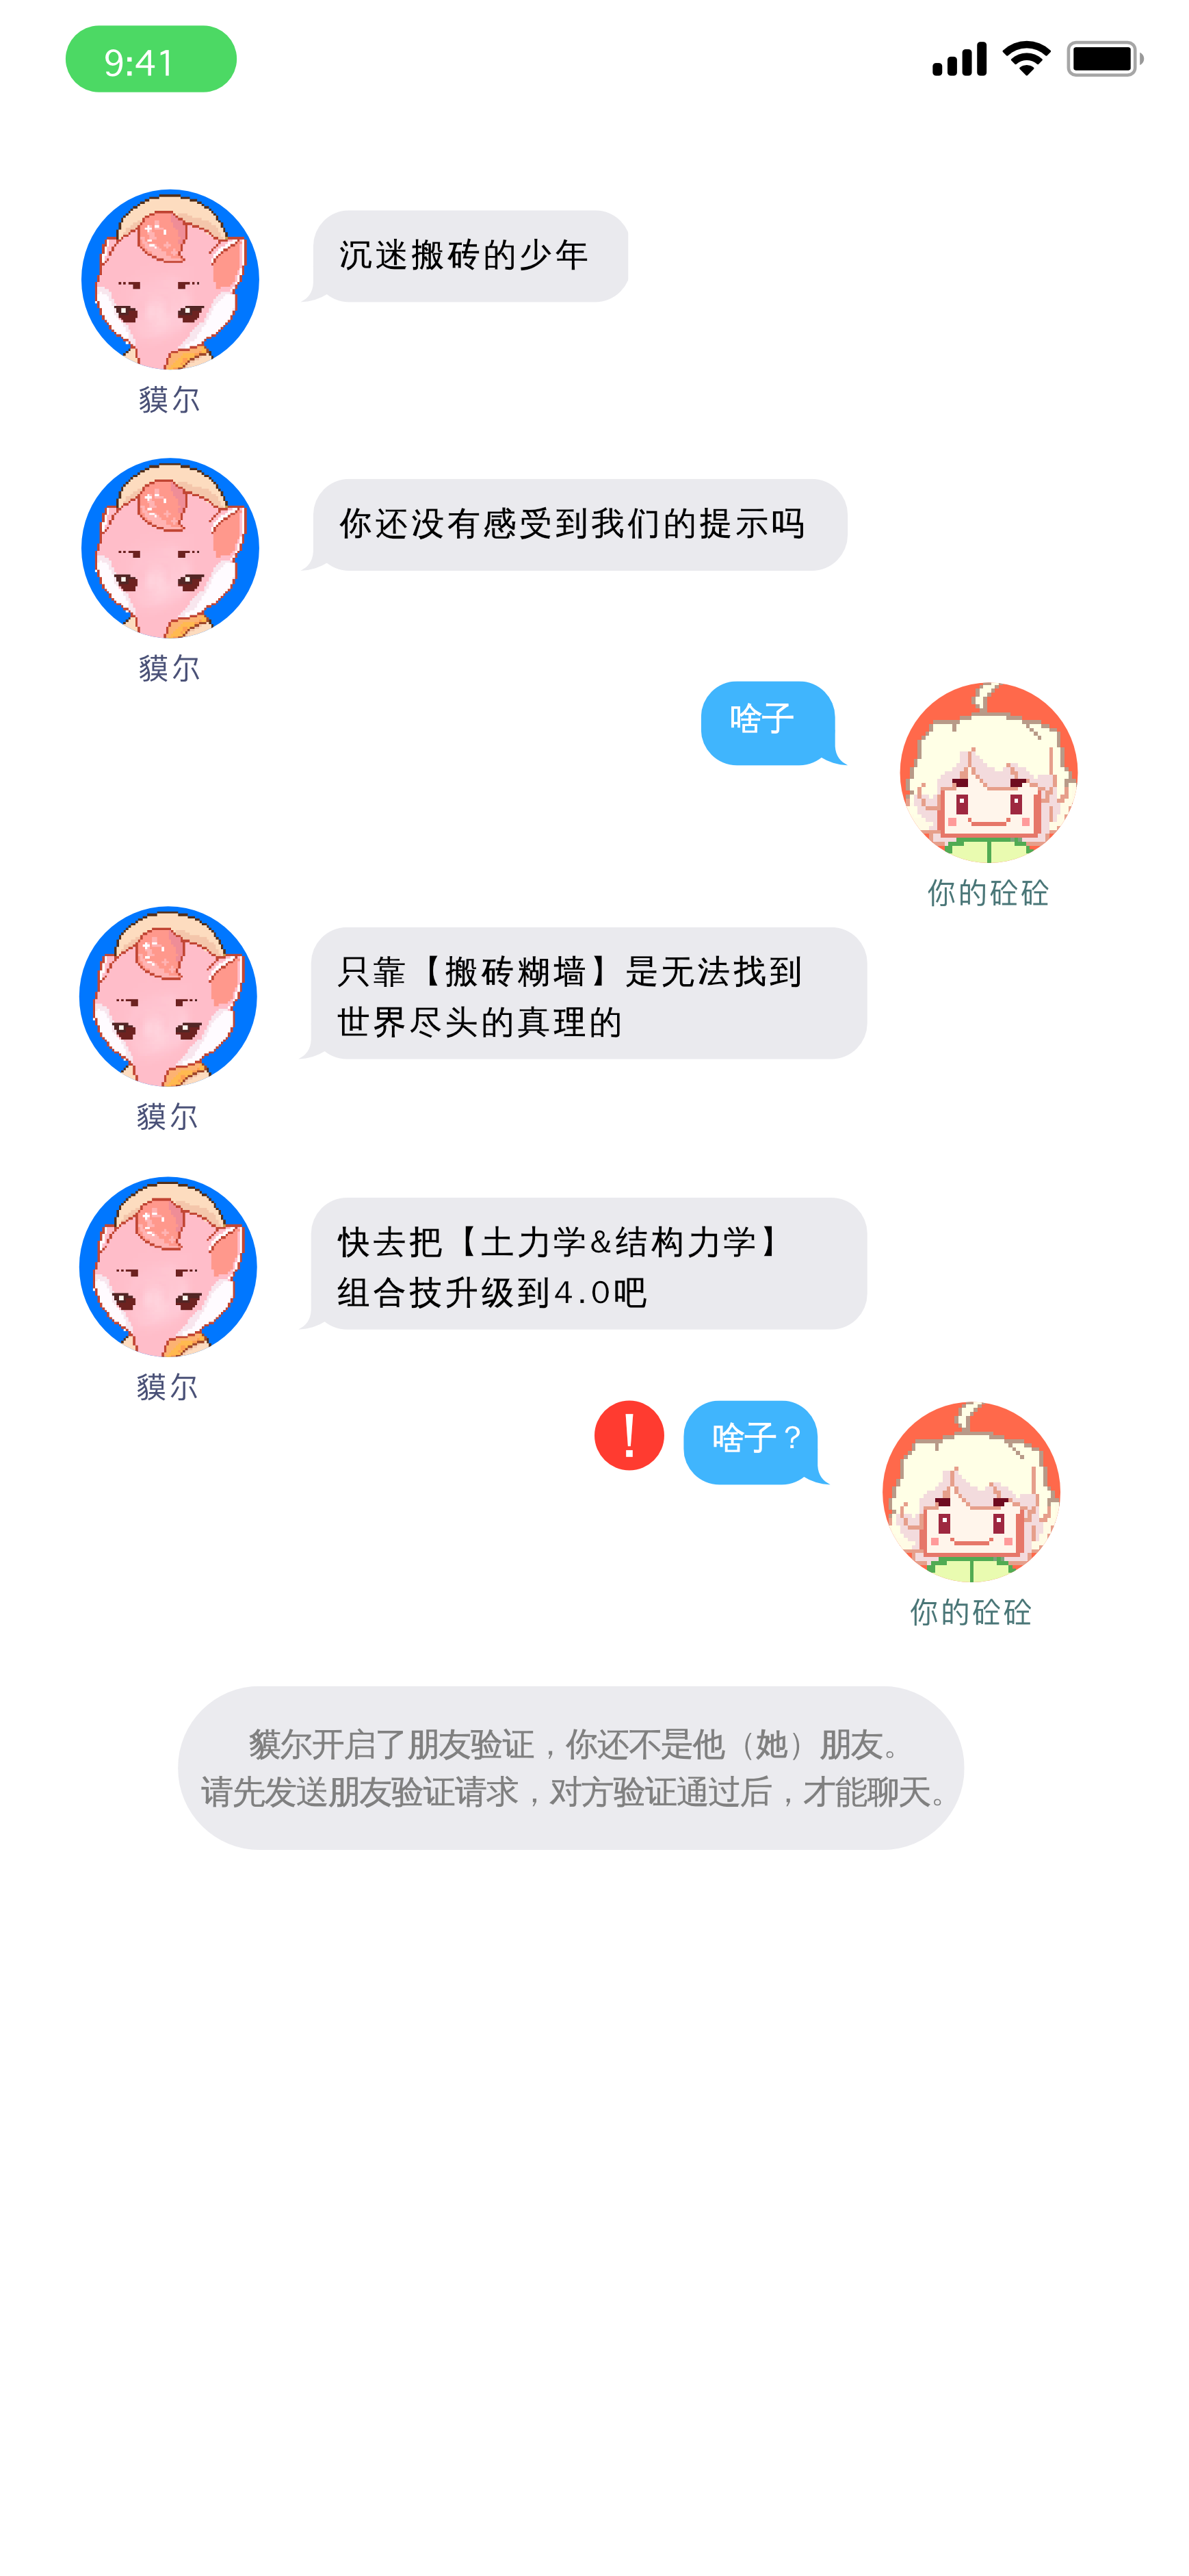 9:41
沉迷搬砖的少年
貘尔
你还没有感受到我们的提示吗
貘尔
啥子
你的砼砼
只靠【搬砖糊墙】是无法找到
世界尽头的真理的
貘尔
快去把【土力学&结构力学】
组合技升级到4.0吧
貘尔
!
啥子？
你的砼砼
貘尔开启了朋友验证，你还不是他（她）朋友。
请先发送朋友验证请求，对方验证通过后，才能聊天。